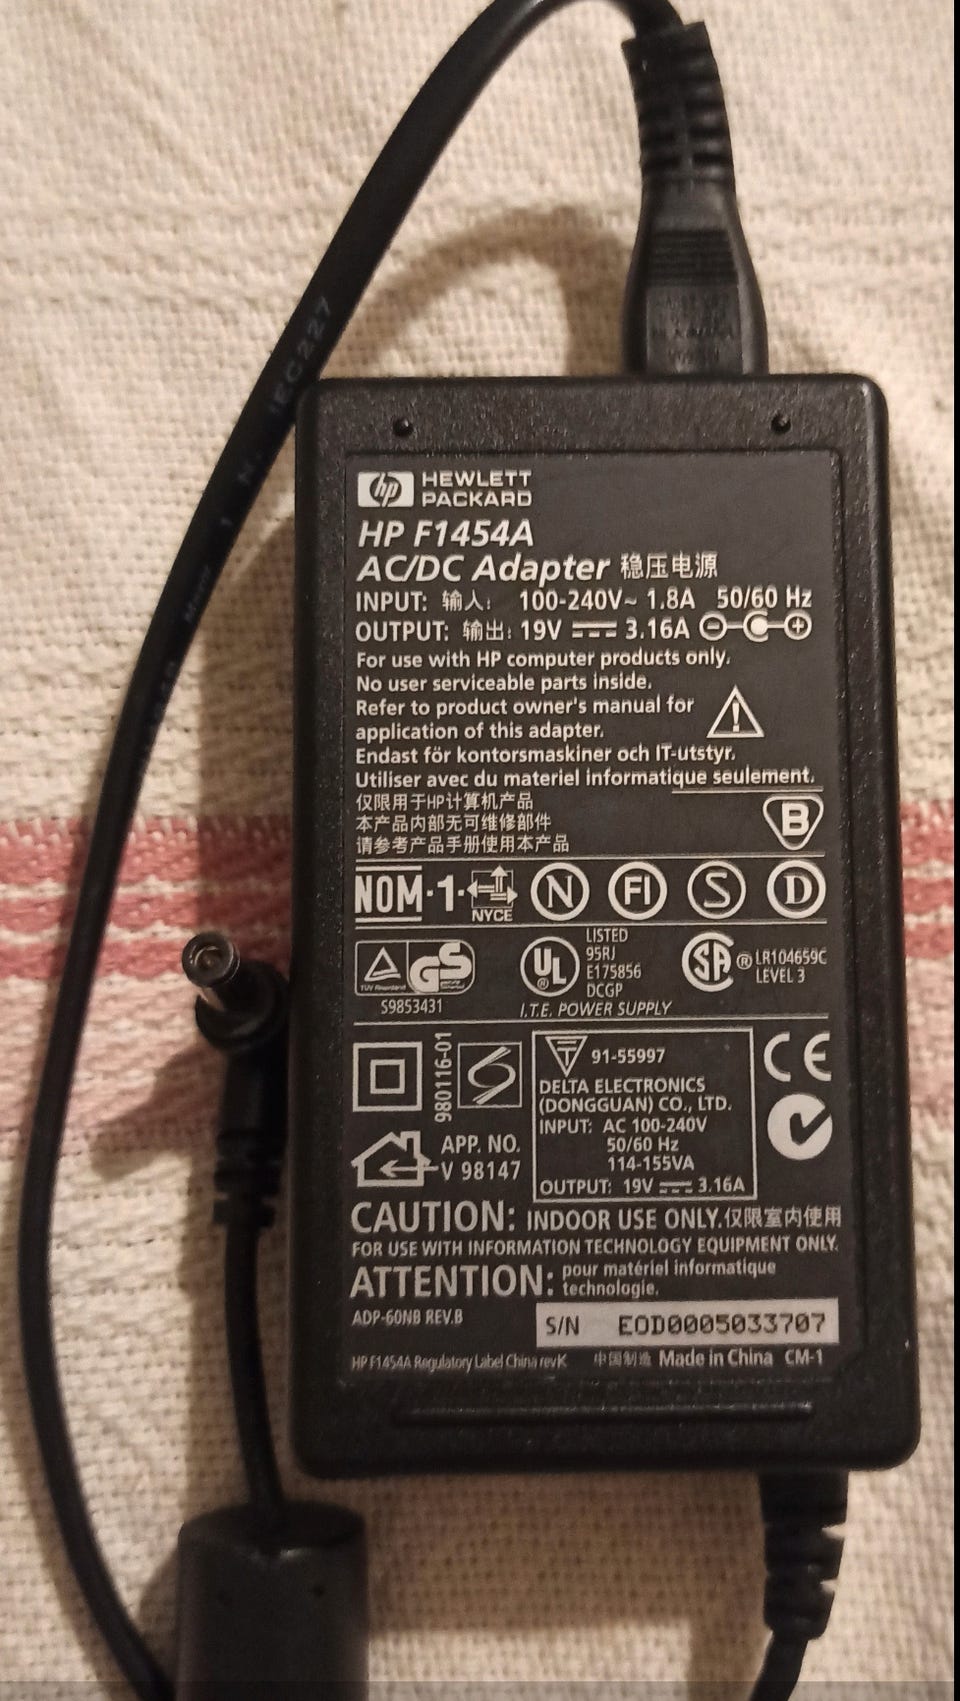 IEC227
hp HEWLETT
PACKARD
HP F1454A
AC/DC Adapter 稳压电源
INPUT: 输入: 100-240V~ 1.8A 50/60 Hz
OUTPUT: 输出: 19V 3.16A
For use with HP computer products only.
No user serviceable parts inside.
Refer to product owner's manual for
application of this adapter.
Endast för kontorsmaskiner och IT-utstyr.
Utiliser avec du materiel informatique seulement.
仅限用于HP计算机产品
本产品内部无可维修部件
请参考产品手册使用本产品
B
NOM-1- NYCE N FI S D
TUV Rheinland GS
S9853431
UL
LISTED
95RJ
E175856
DCGP
I.T.E. POWER SUPPLY
SA ® LR104659C
LEVEL 3
980116-01
S
T 91-55997
DELTA ELECTRONICS
(DONGGUAN) CO., LTD.
INPUT: AC 100-240V
50/60 Hz
114-155VA
OUTPUT: 19V 3.16A
CE
APP. NO.
V 98147
CAUTION: INDOOR USE ONLY.仅限室内使用
FOR USE WITH INFORMATION TECHNOLOGY EQUIPMENT ONLY.
ATTENTION: pour matériel informatique
technologie.
ADP-60NB REV.B
S/N EOD0005033707
HP F1454A Regulatory Label China revK 中国制造 Made in China CM-1